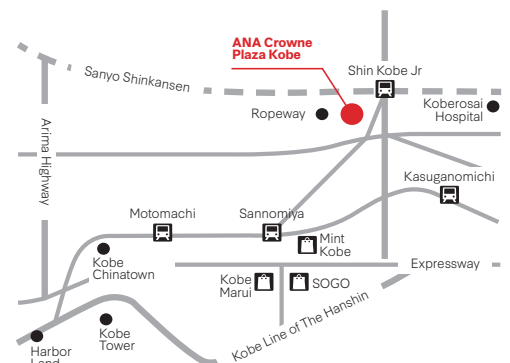 ANA Crowne
Plaza Kobe
Shin Kobe Jr
Sanyo Shinkansen
Ropeway
Koberosai
Hospital
Arima Highway
Kasuganomichi
Motomachi
Sannomiya
Mint
Kobe
Kobe
Chinatown
Expressway
Kobe
Marui
SOGO
Kobe Line of The Hanshin
Kobe
Tower
Harbor
Land